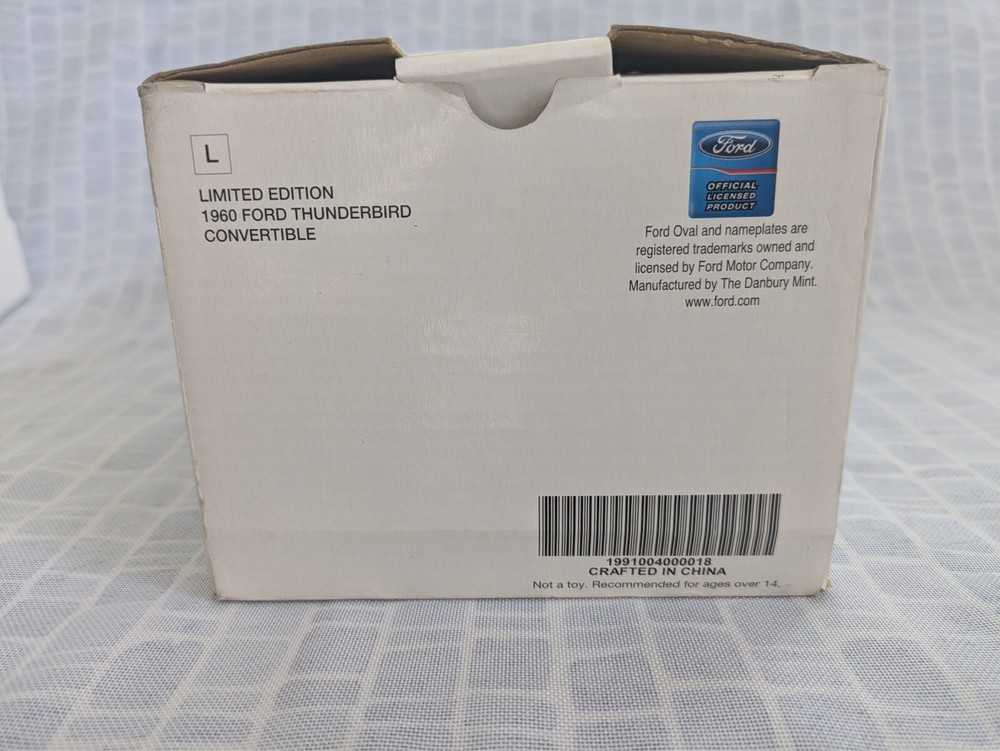 L
LIMITED EDITION
1960 FORD THUNDERBIRD
CONVERTIBLE
Ford
OFFICIAL
LICENSED
PRODUCT
Ford Oval and nameplates are
registered trademarks owned and
licensed by Ford Motor Company.
Manufactured by The Danbury Mint.
www.ford.com
1991004000018
CRAFTED IN CHINA
Not a toy. Recommended for ages over 14.